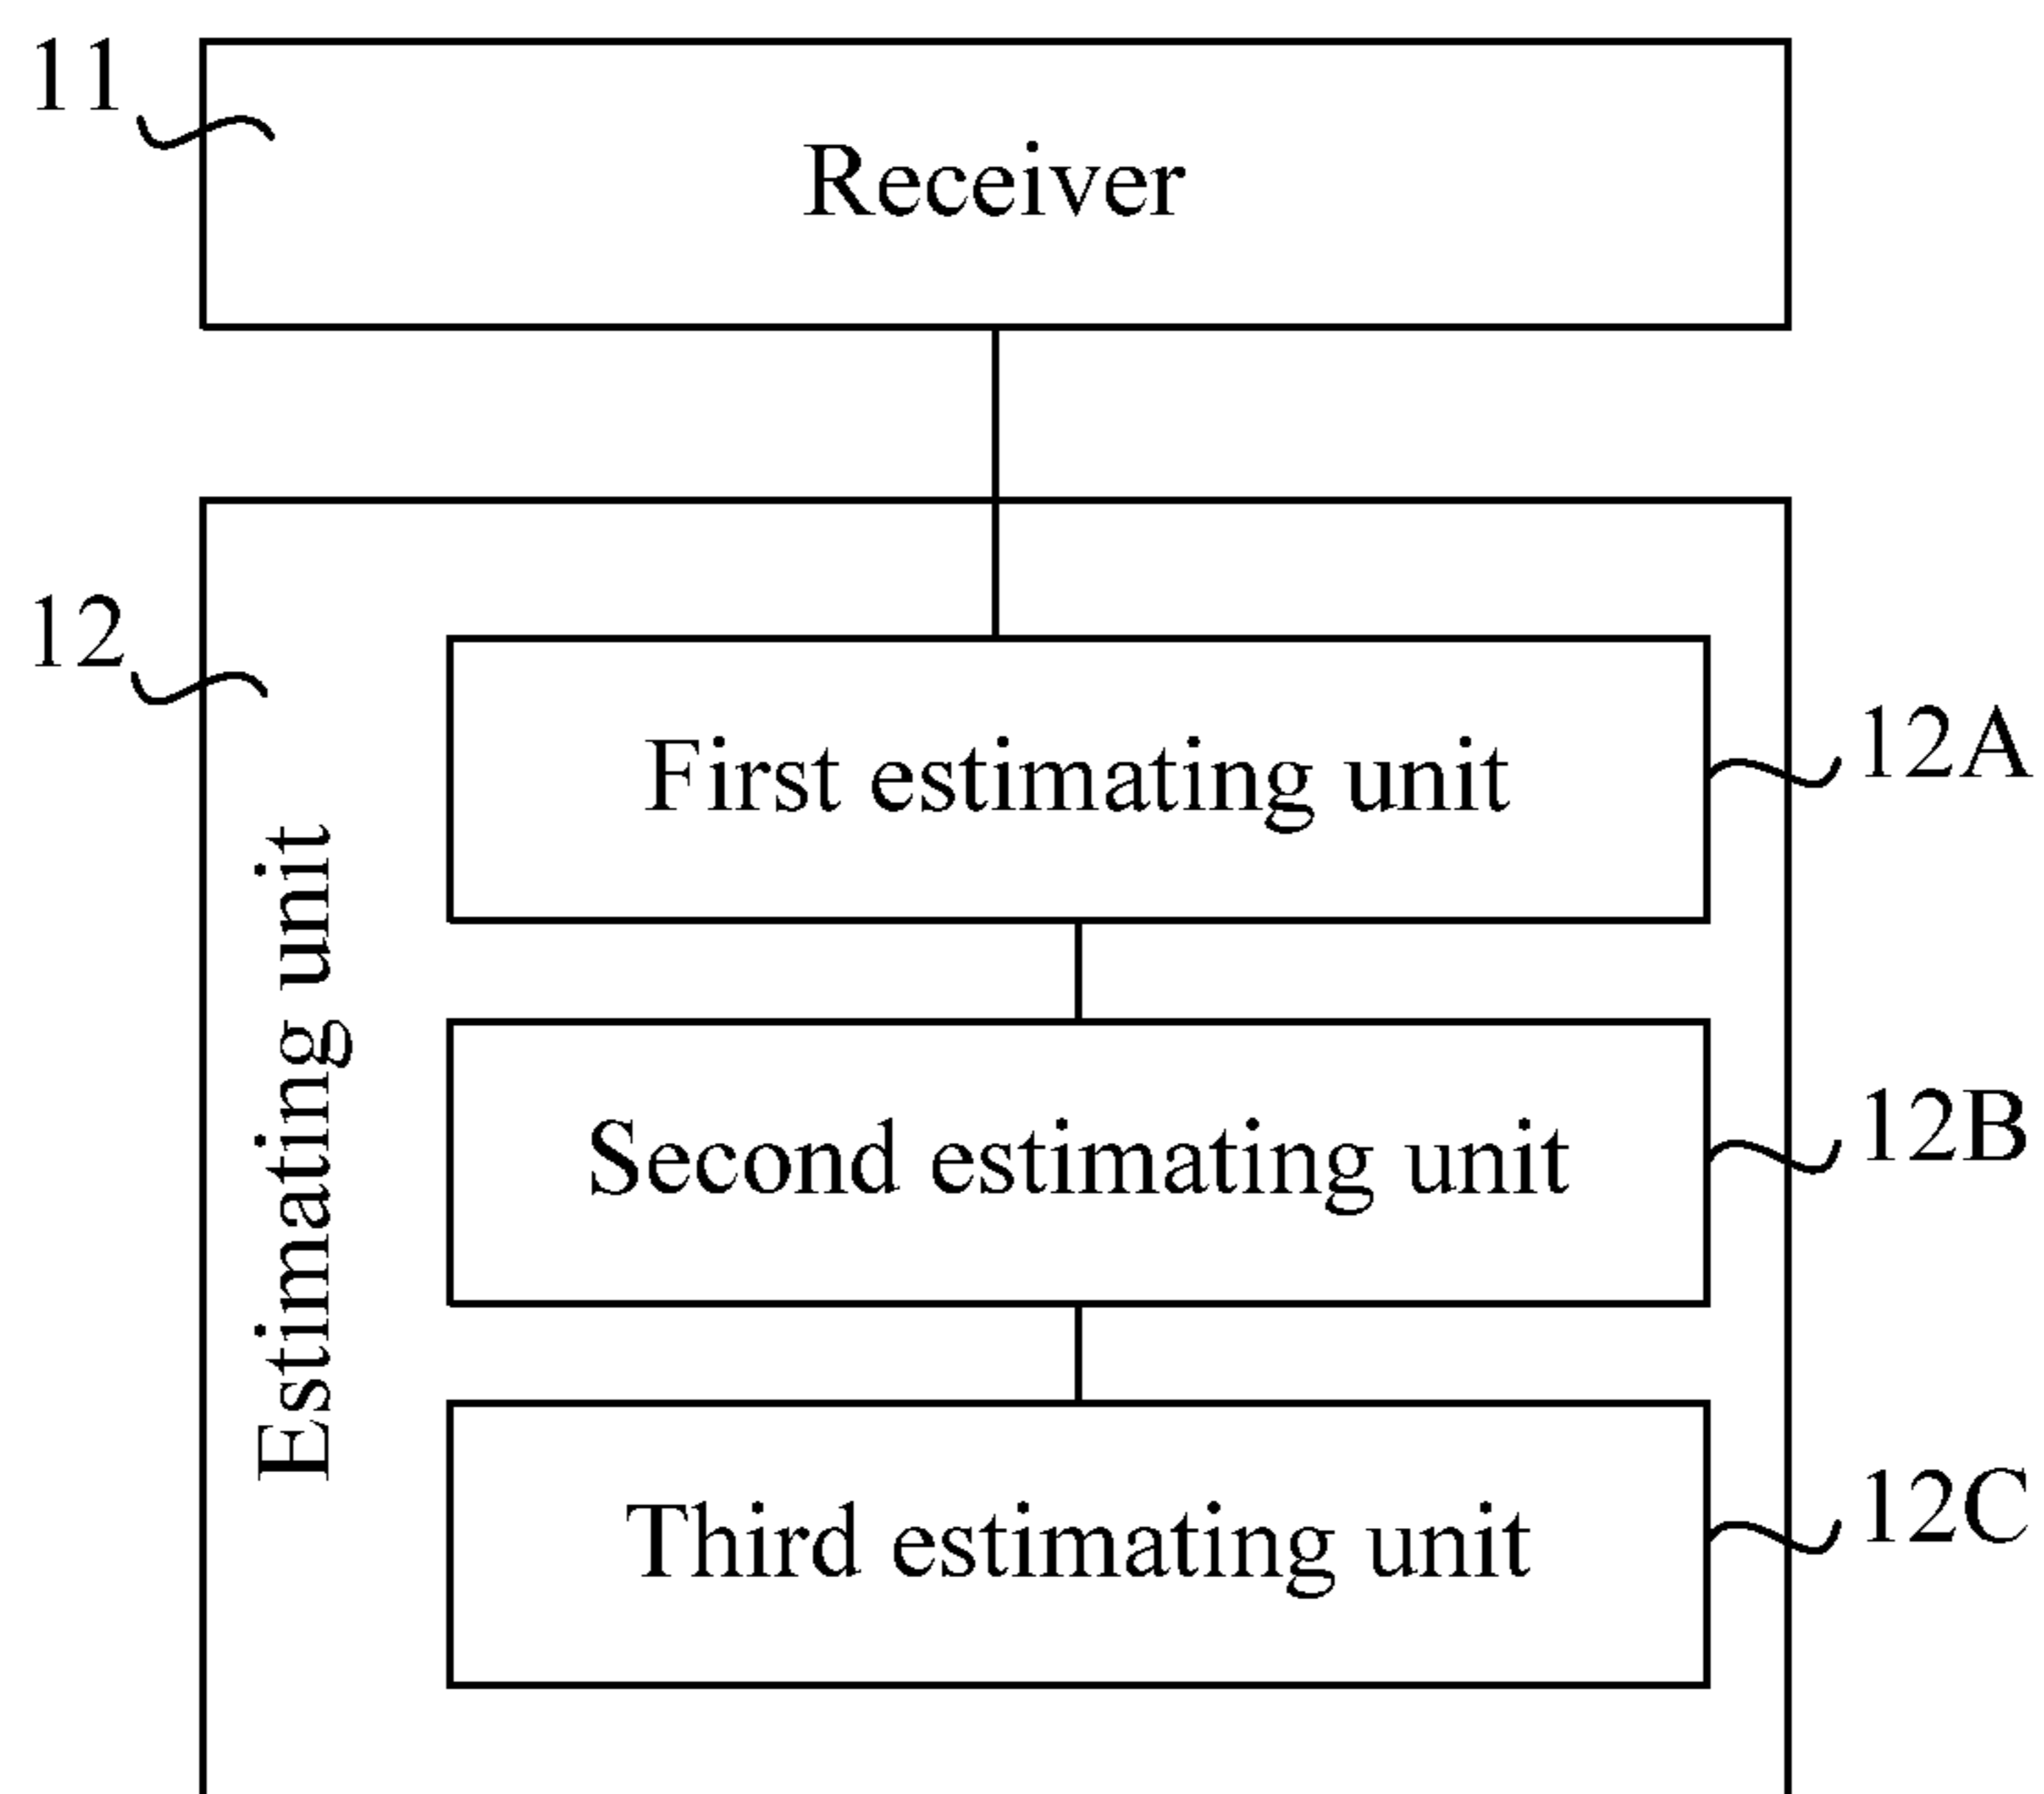 11
Receiver
12
Estimating unit
First estimating unit
12A
Second estimating unit
12B
Third estimating unit
12C